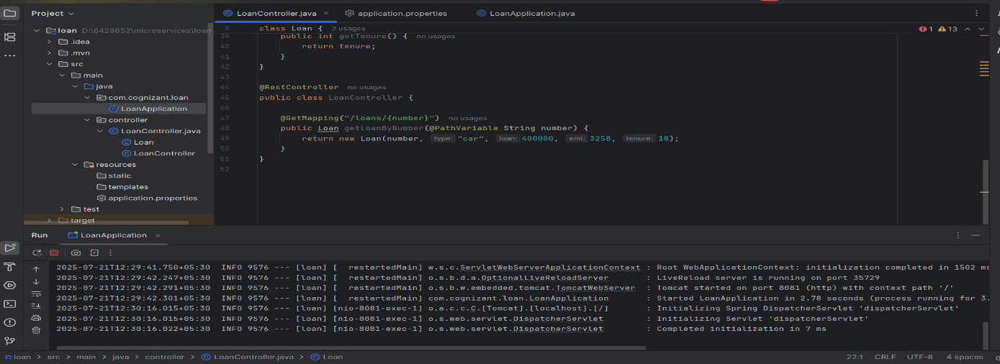 Project
LoanController.java
application.properties
LoanApplication.java
loan D:\6428652\microservices\loan
.idea
.mvn
src
main
java
com.cognizant.loan
LoanApplication
controller
LoanController.java
Loan
LoanController
resources
static
templates
application.properties
test
target
8 class Loan { 2 usages
1 13
39 public int getTenure() { no usages
40 return tenure;
41 }
42 }
43
44 @RestController no usages
45 public class LoanController {
46
47 @GetMapping("/loans/{number}") no usages
48 public Loan getLoanByNumber(@PathVariable String number) {
49 return new Loan(number, type: "car", loan: 400000, emi: 3258, tenure: 18);
50 }
51 }
52
Run LoanApplication
2025-07-21T12:29:41.750+05:30 INFO 9576 --- [loan] [ restartedMain] w.s.c.ServletWebServerApplicationContext : Root WebApplicationContext: initialization completed in 1502 ms
2025-07-21T12:29:42.247+05:30 INFO 9576 --- [loan] [ restartedMain] o.s.b.d.a.OptionalLiveReloadServer : LiveReload server is running on port 35729
2025-07-21T12:29:42.291+05:30 INFO 9576 --- [loan] [ restartedMain] o.s.b.w.embedded.tomcat.TomcatWebServer : Tomcat started on port 8081 (http) with context path '/'
2025-07-21T12:29:42.301+05:30 INFO 9576 --- [loan] [ restartedMain] com.cognizant.loan.LoanApplication : Started LoanApplication in 2.78 seconds (process running for 3.
2025-07-21T12:30:16.015+05:30 INFO 9576 --- [loan] [nio-8081-exec-1] o.a.c.c.C.[Tomcat].[localhost].[/] : Initializing Spring DispatcherServlet 'dispatcherServlet'
2025-07-21T12:30:16.015+05:30 INFO 9576 --- [loan] [nio-8081-exec-1] o.s.web.servlet.DispatcherServlet : Initializing Servlet 'dispatcherServlet'
2025-07-21T12:30:16.022+05:30 INFO 9576 --- [loan] [nio-8081-exec-1] o.s.web.servlet.DispatcherServlet : Completed initialization in 7 ms
loan > src > main > java > controller > LoanController.java > Loan
22:1 CRLF UTF-8 4 spaces